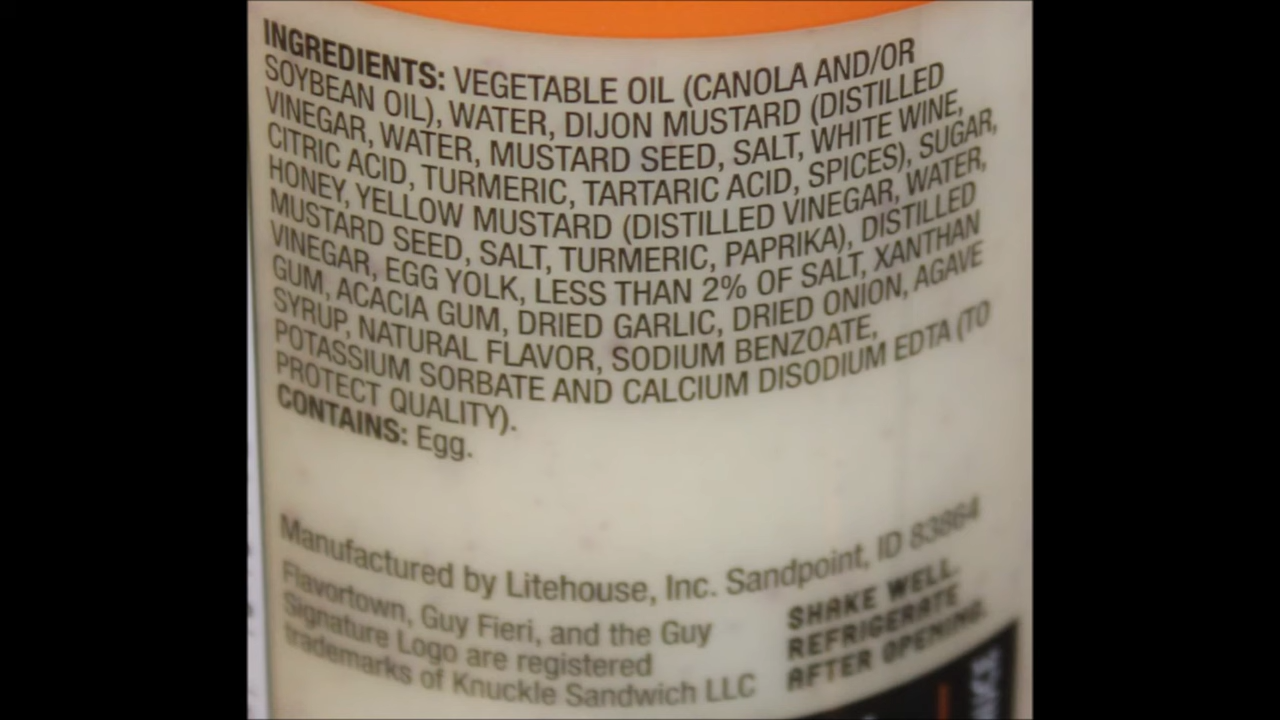 INGREDIENTS: VEGETABLE OIL (CANOLA AND/OR
SOYBEAN OIL), WATER, DIJON MUSTARD (DISTILLED
VINEGAR, WATER, MUSTARD SEED, SALT, WHITE WINE,
CITRIC ACID, TURMERIC, TARTARIC ACID, SPICES), SUGAR,
HONEY, YELLOW MUSTARD (DISTILLED VINEGAR, WATER,
MUSTARD SEED, SALT, TURMERIC, PAPRIKA), DISTILLED
VINEGAR, EGG YOLK, LESS THAN 2% OF SALT, XANTHAN
GUM, ACACIA GUM, DRIED GARLIC, DRIED ONION, AGAVE
SYRUP, NATURAL FLAVOR, SODIUM BENZOATE,
POTASSIUM SORBATE AND CALCIUM DISODIUM EDTA (TO
PROTECT QUALITY).
CONTAINS: Egg.
Manufactured by Litehouse, Inc. Sandpoint, ID 83864
Flavortown, Guy Fieri, and the Guy
Signature Logo are registered
trademarks of Knuckle Sandwich LLC
SHAKE WELL.
REFRIGERATE
AFTER OPENING.